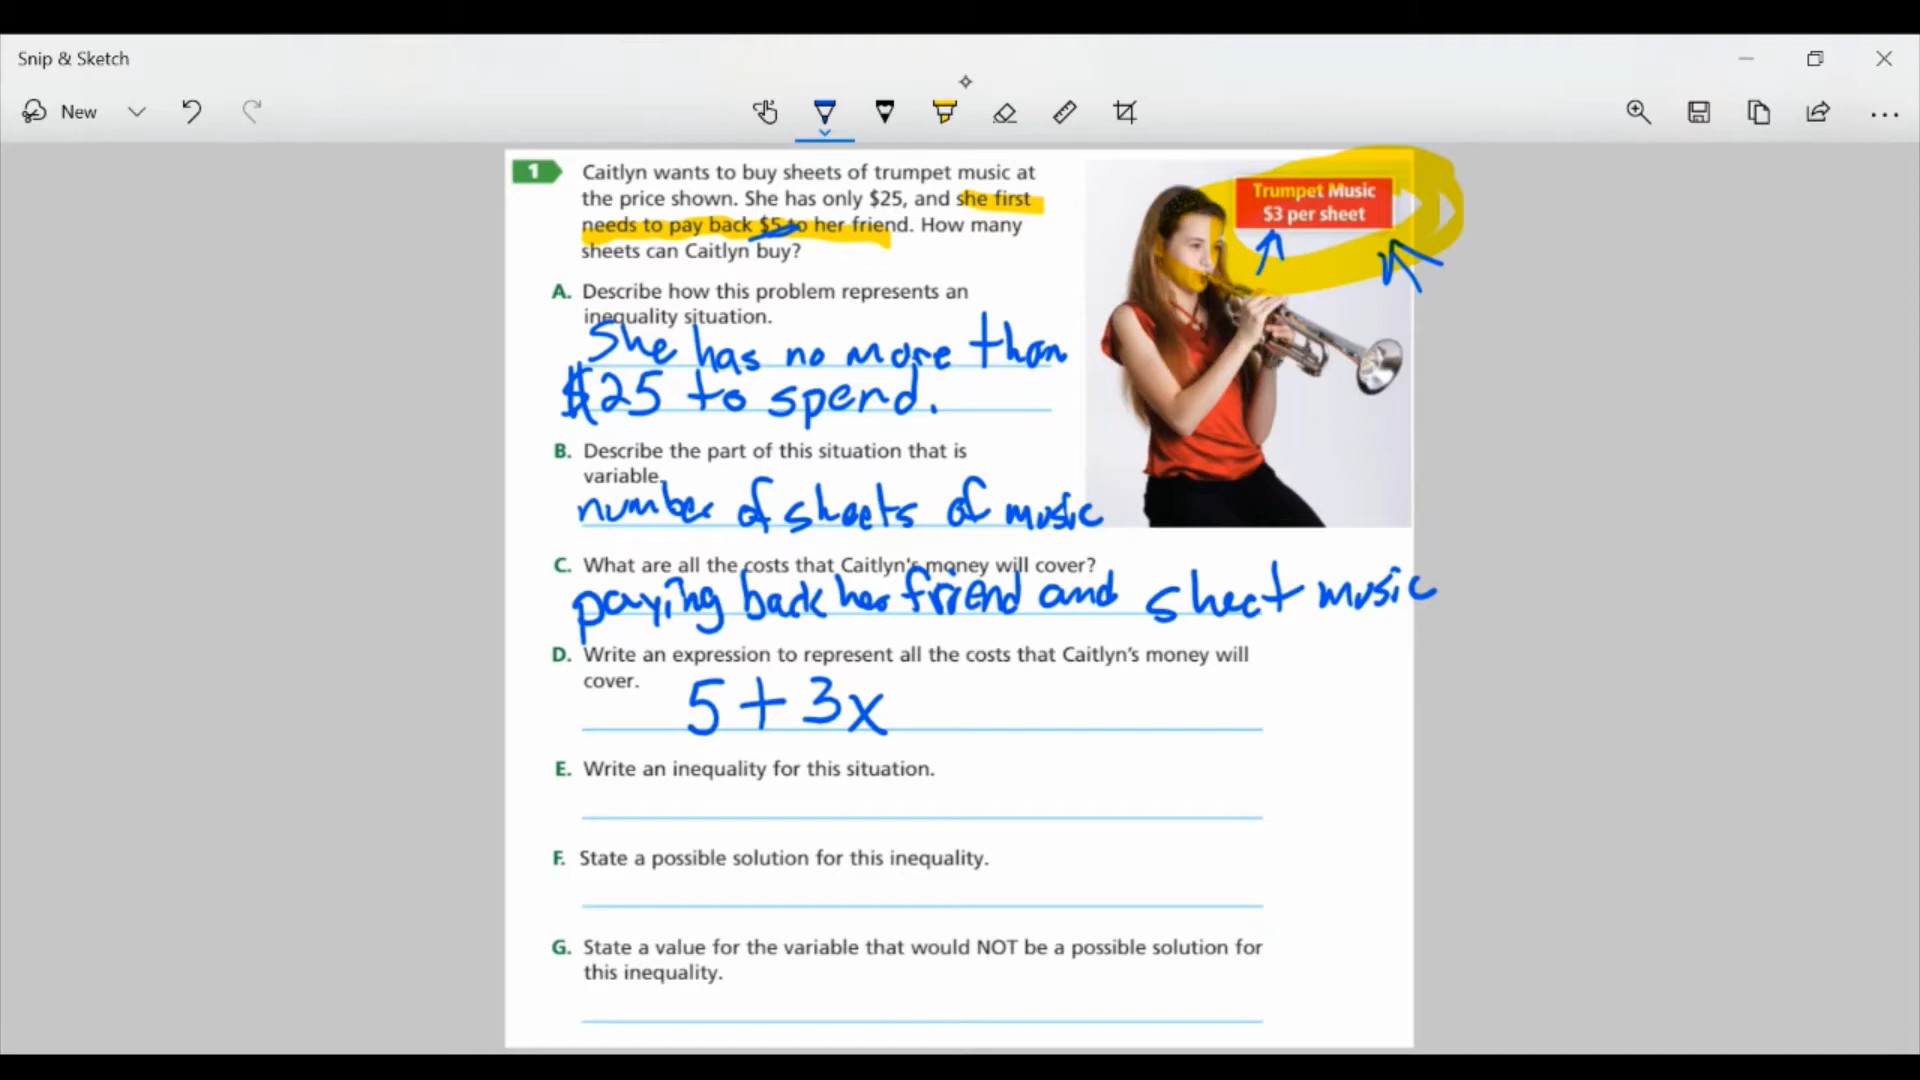 Snip & Sketch
New
1
Caitlyn wants to buy sheets of trumpet music at
the price shown. She has only $25, and she first
needs to pay back $5 to her friend. How many
sheets can Caitlyn buy?
Trumpet Music
$3 per sheet
A. Describe how this problem represents an
inequality situation.
She has no more than
$25 to spend.
B. Describe the part of this situation that is
variable.
number of sheets of music
C. What are all the costs that Caitlyn's money will cover?
paying back her friend and sheet music
D. Write an expression to represent all the costs that Caitlyn's money will
cover.
5 + 3x
E. Write an inequality for this situation.
F. State a possible solution for this inequality.
G. State a value for the variable that would NOT be a possible solution for
this inequality.